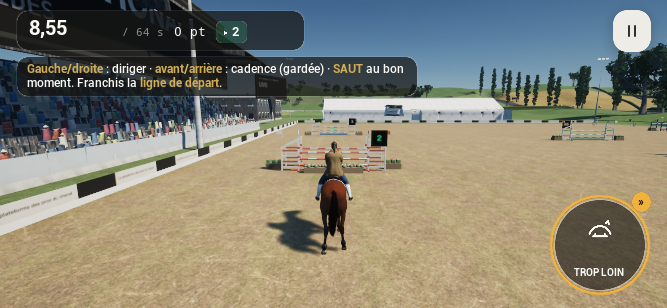 8,55 / 64 s 0 pt ▸ 2
Gauche/droite : diriger · avant/arrière : cadence (gardée) · SAUT au bon
moment. Franchis la ligne de départ.
2
»
TROP LOIN